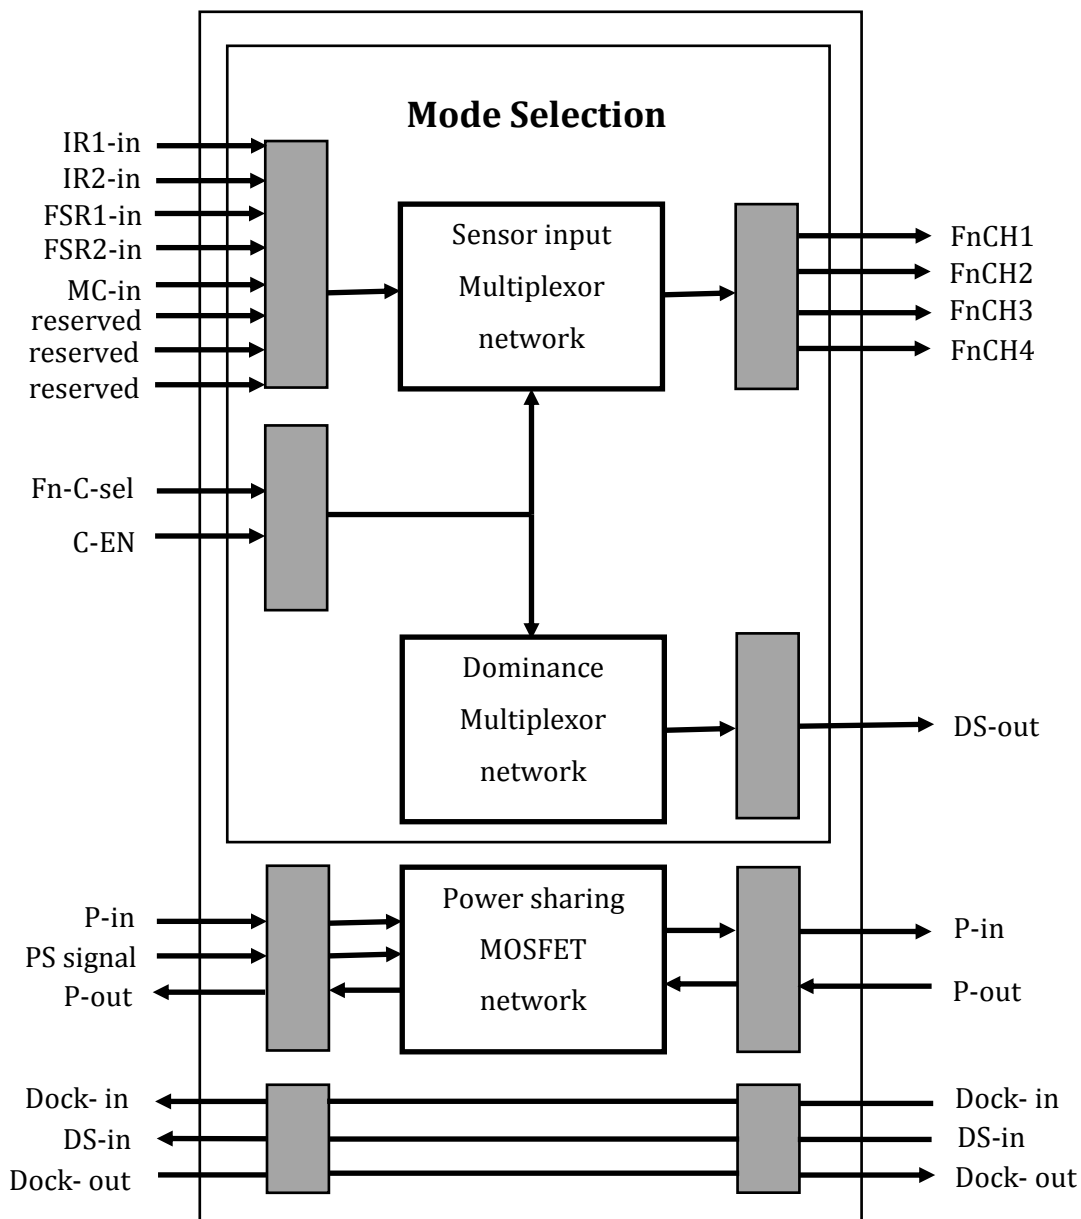 Mode Selection
IR1-in
IR2-in
FSR1-in
FSR2-in
MC-in
reserved
reserved
reserved
Sensor input
Multiplexor
network
FnCH1
FnCH2
FnCH3
FnCH4
Fn-C-sel
C-EN
Dominance
Multiplexor
network
DS-out
P-in
PS signal
P-out
Power sharing
MOSFET
network
P-in
P-out
Dock- in
DS-in
Dock- out
Dock- in
DS-in
Dock- out